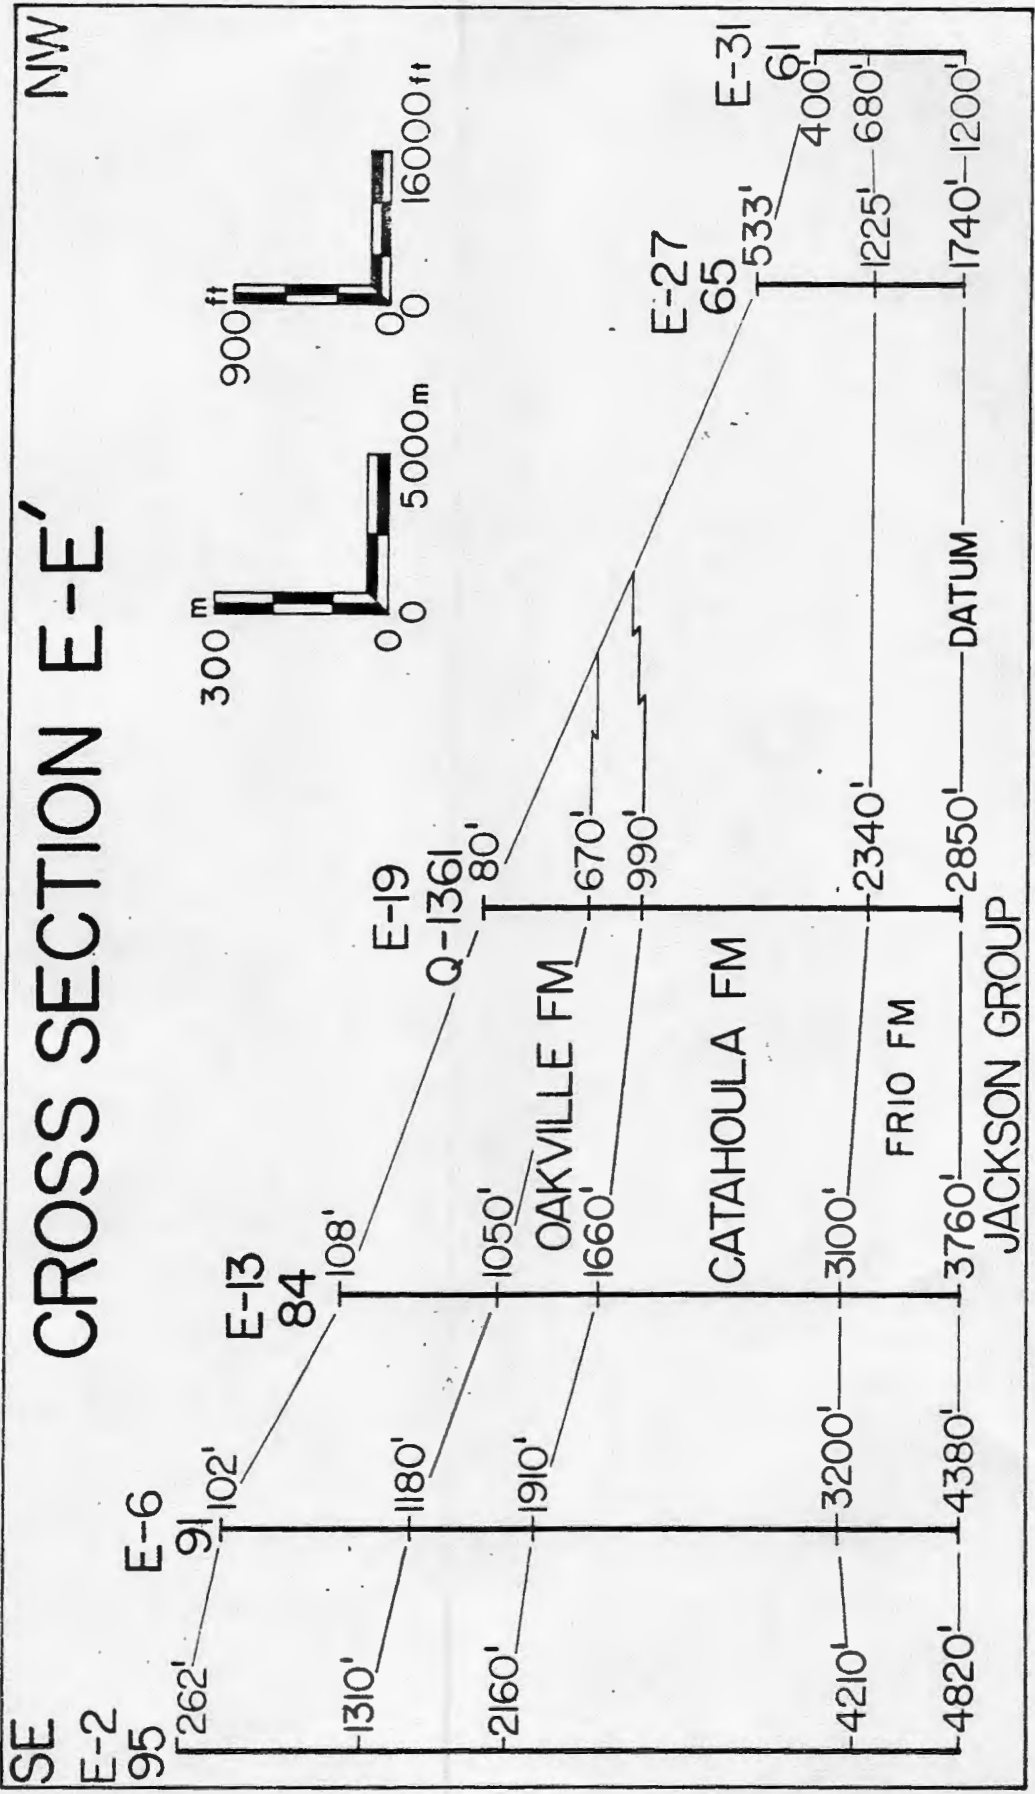 CROSS SECTION E-E'
SE
NW
E-2
95
262'
1310'
2160'
4210'
4820'
E-6
91
102'
1180'
1910'
3200'
4380'
E-13
84
108'
1050'
1660'
3100'
3760'
E-19
Q-1361
80'
670'
990'
2340'
2850'
E-27
65
533'
1225'
1740'
E-31
61
400'
680'
1200'
OAKVILLE FM
CATAHOULA FM
FRIO FM
JACKSON GROUP
DATUM
300 m
0
0 5000m
900 ft
0
0 16000ft